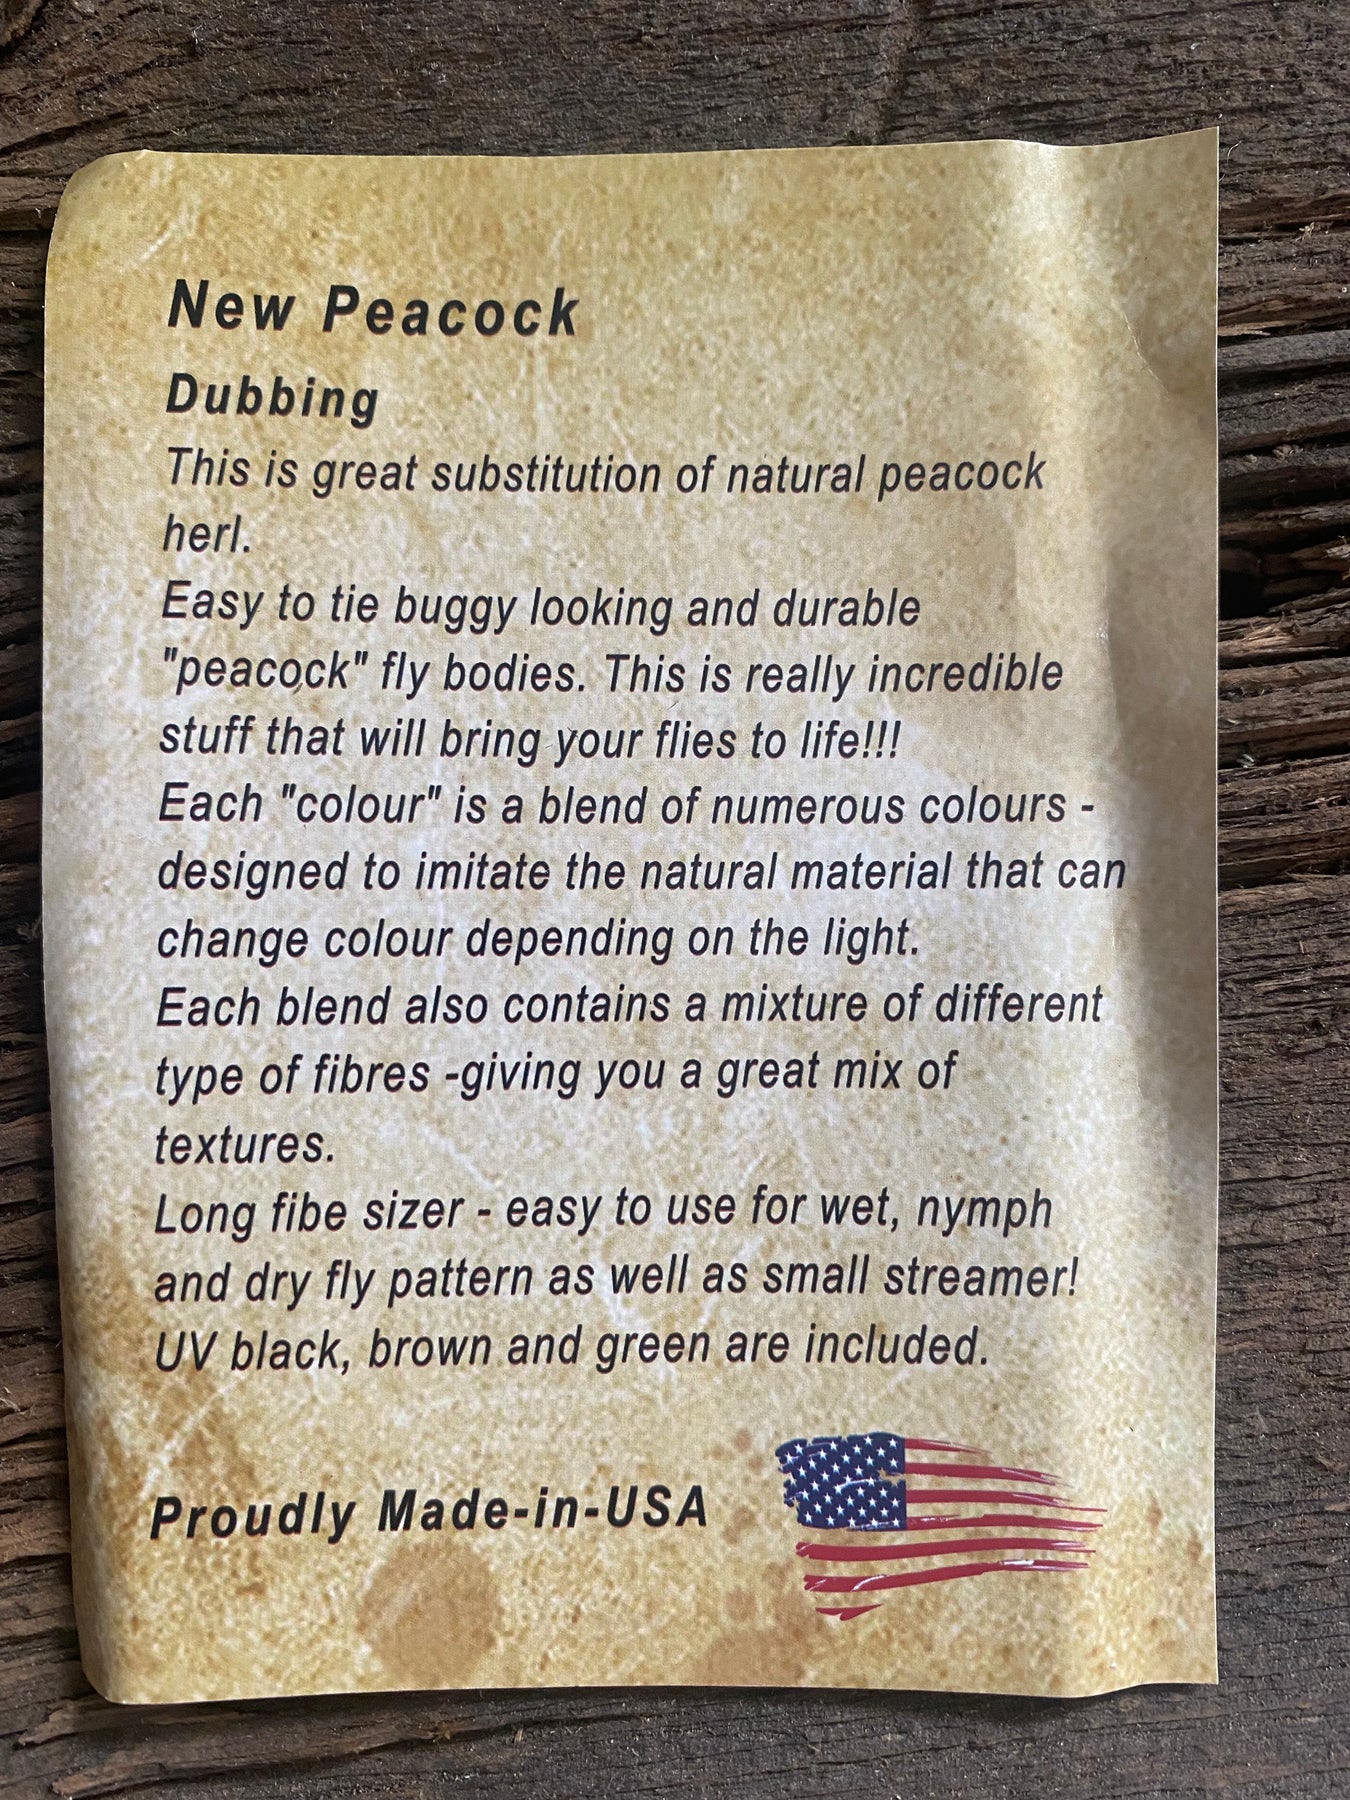 New Peacock
Dubbing
This is great substitution of natural peacock
herl.
Easy to tie buggy looking and durable
"peacock" fly bodies. This is really incredible
stuff that will bring your flies to life!!!
Each "colour" is a blend of numerous colours -
designed to imitate the natural material that can
change colour depending on the light.
Each blend also contains a mixture of different
type of fibres -giving you a great mix of
textures.
Long fibe sizer - easy to use for wet, nymph
and dry fly pattern as well as small streamer!
UV black, brown and green are included.
Proudly Made-in-USA